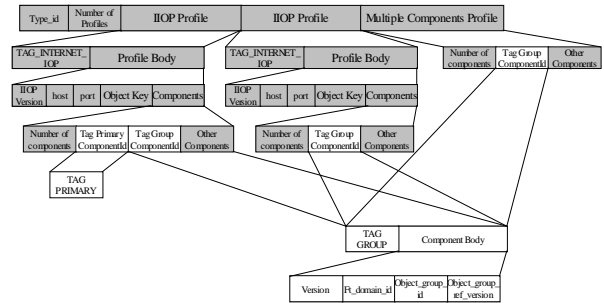 Type_id Number of Profiles IIOP Profile IIOP Profile Multiple Components Profile
TAG_INTERNET_IOP Profile Body TAG_INTERNET_IOP Profile Body Number of components Tag Group ComponentId Other Components
IIOP Version host port Object Key Components IIOP Version host port Object Key Components
Number of components Tag Primary ComponentId Tag Group ComponentId Other Components Number of components Tag Group ComponentId Other Components
TAG PRIMARY
TAG GROUP Component Body
Version Ft_domain_id Object_group_id Object_group_ref_version